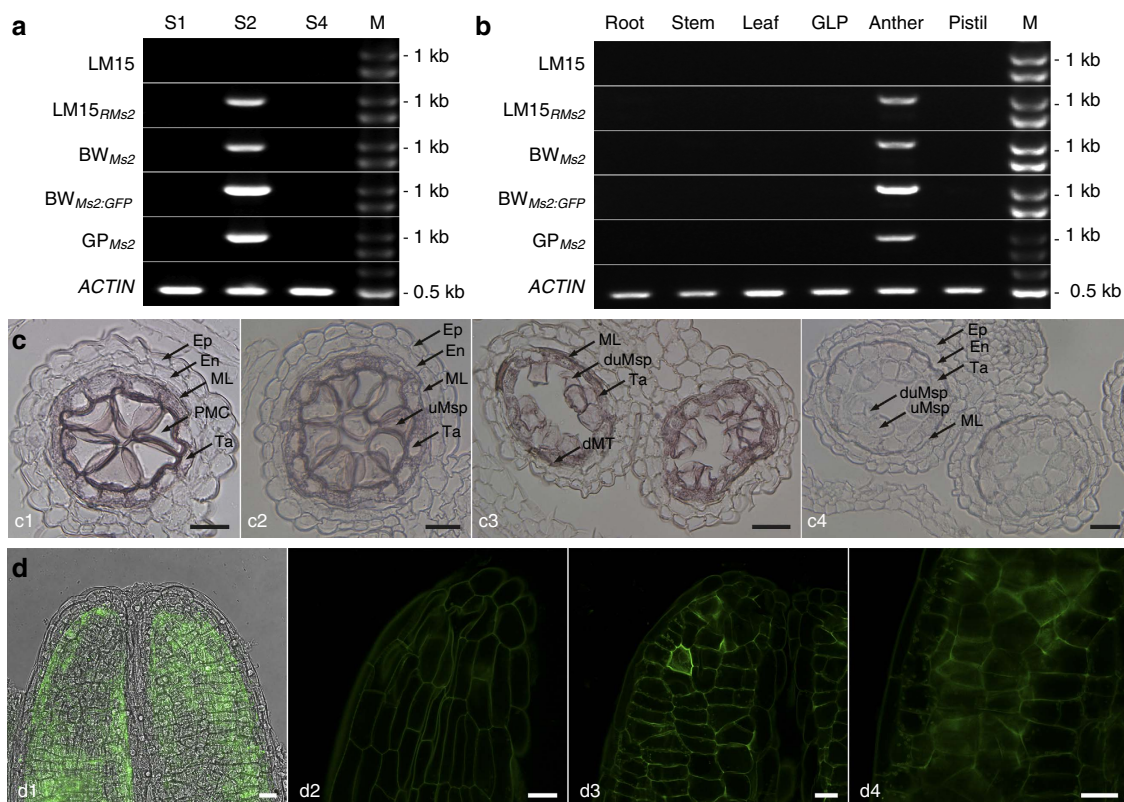 a
S1 S2 S4 M
LM15 - 1 kb
LM15RMs2 - 1 kb
BWMs2 - 1 kb
BWMs2:GFP - 1 kb
GPMs2 - 1 kb
ACTIN - 0.5 kb
b
Root Stem Leaf GLP Anther Pistil M
LM15 - 1 kb
LM15RMs2 - 1 kb
BWMs2 - 1 kb
BWMs2:GFP - 1 kb
GPMs2 - 1 kb
ACTIN - 0.5 kb
c
Ep
En
ML
PMC
Ta
c1
Ep
En
ML
uMsp
Ta
c2
ML
duMsp
Ta
dMT
c3
Ep
En
Ta
duMsp
uMsp
ML
c4
d
d1
d2
d3
d4